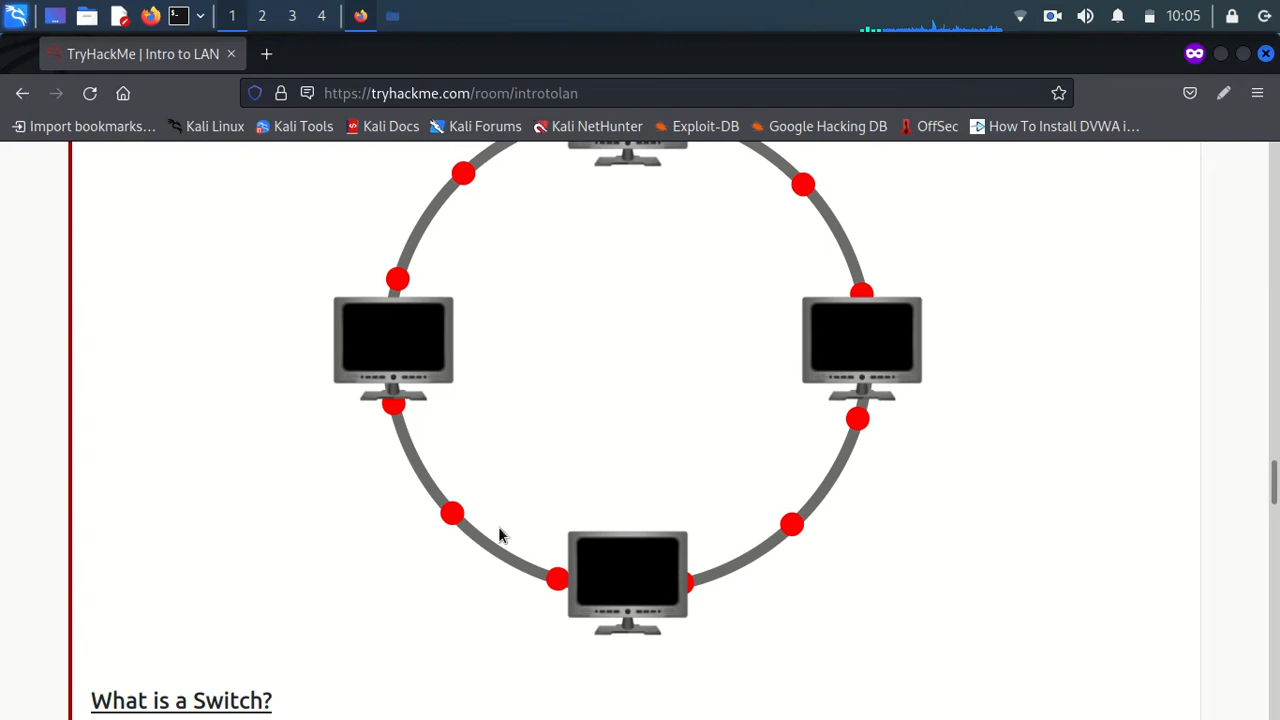 1 2 3 4 10:05
TryHackMe | Intro to LAN
https://tryhackme.com/room/introtolan
Import bookmarks… Kali Linux Kali Tools Kali Docs Kali Forums Kali NetHunter Exploit-DB Google Hacking DB OffSec How To Install DVWA i…
What is a Switch?